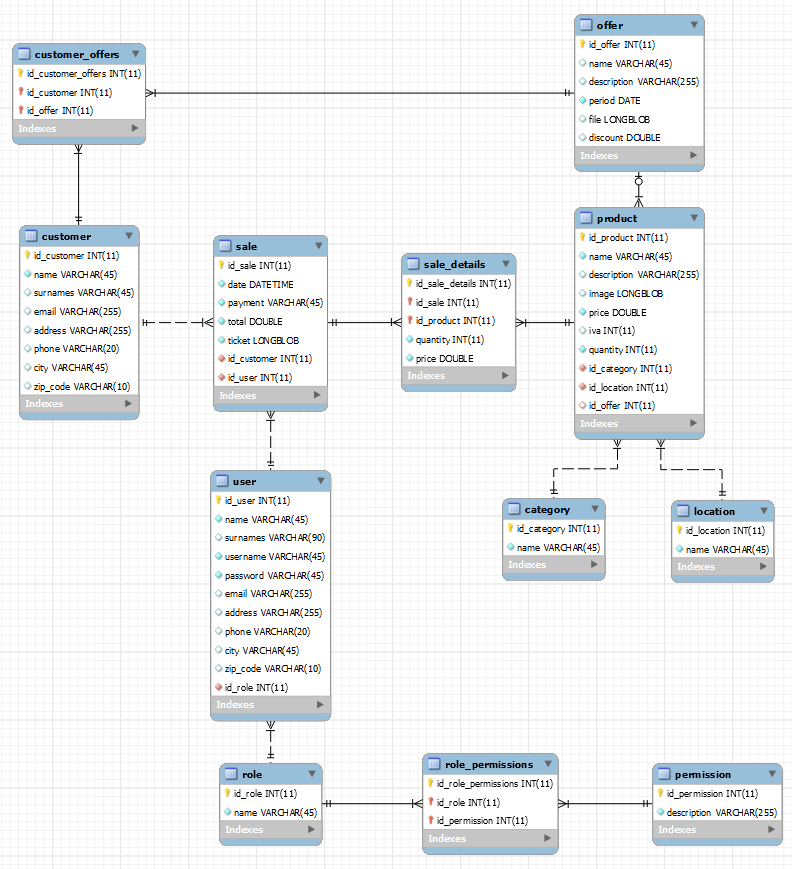 customer_offers
id_customer_offers INT(11)
id_customer INT(11)
id_offer INT(11)
Indexes
offer
id_offer INT(11)
name VARCHAR(45)
description VARCHAR(255)
period DATE
file LONGBLOB
discount DOUBLE
Indexes
customer
id_customer INT(11)
name VARCHAR(45)
surnames VARCHAR(45)
email VARCHAR(255)
address VARCHAR(255)
phone VARCHAR(20)
city VARCHAR(45)
zip_code VARCHAR(10)
Indexes
sale
id_sale INT(11)
date DATETIME
payment VARCHAR(45)
total DOUBLE
ticket LONGBLOB
id_customer INT(11)
id_user INT(11)
Indexes
sale_details
id_sale_details INT(11)
id_sale INT(11)
id_product INT(11)
quantity INT(11)
price DOUBLE
Indexes
product
id_product INT(11)
name VARCHAR(45)
description VARCHAR(255)
image LONGBLOB
price DOUBLE
iva INT(11)
quantity INT(11)
id_category INT(11)
id_location INT(11)
id_offer INT(11)
Indexes
user
id_user INT(11)
name VARCHAR(45)
surnames VARCHAR(90)
username VARCHAR(45)
password VARCHAR(45)
email VARCHAR(255)
address VARCHAR(255)
phone VARCHAR(20)
city VARCHAR(45)
zip_code VARCHAR(10)
id_role INT(11)
Indexes
category
id_category INT(11)
name VARCHAR(45)
Indexes
location
id_location INT(11)
name VARCHAR(45)
Indexes
role
id_role INT(11)
name VARCHAR(45)
Indexes
role_permissions
id_role_permissions INT(11)
id_role INT(11)
id_permission INT(11)
Indexes
permission
id_permission INT(11)
description VARCHAR(255)
Indexes